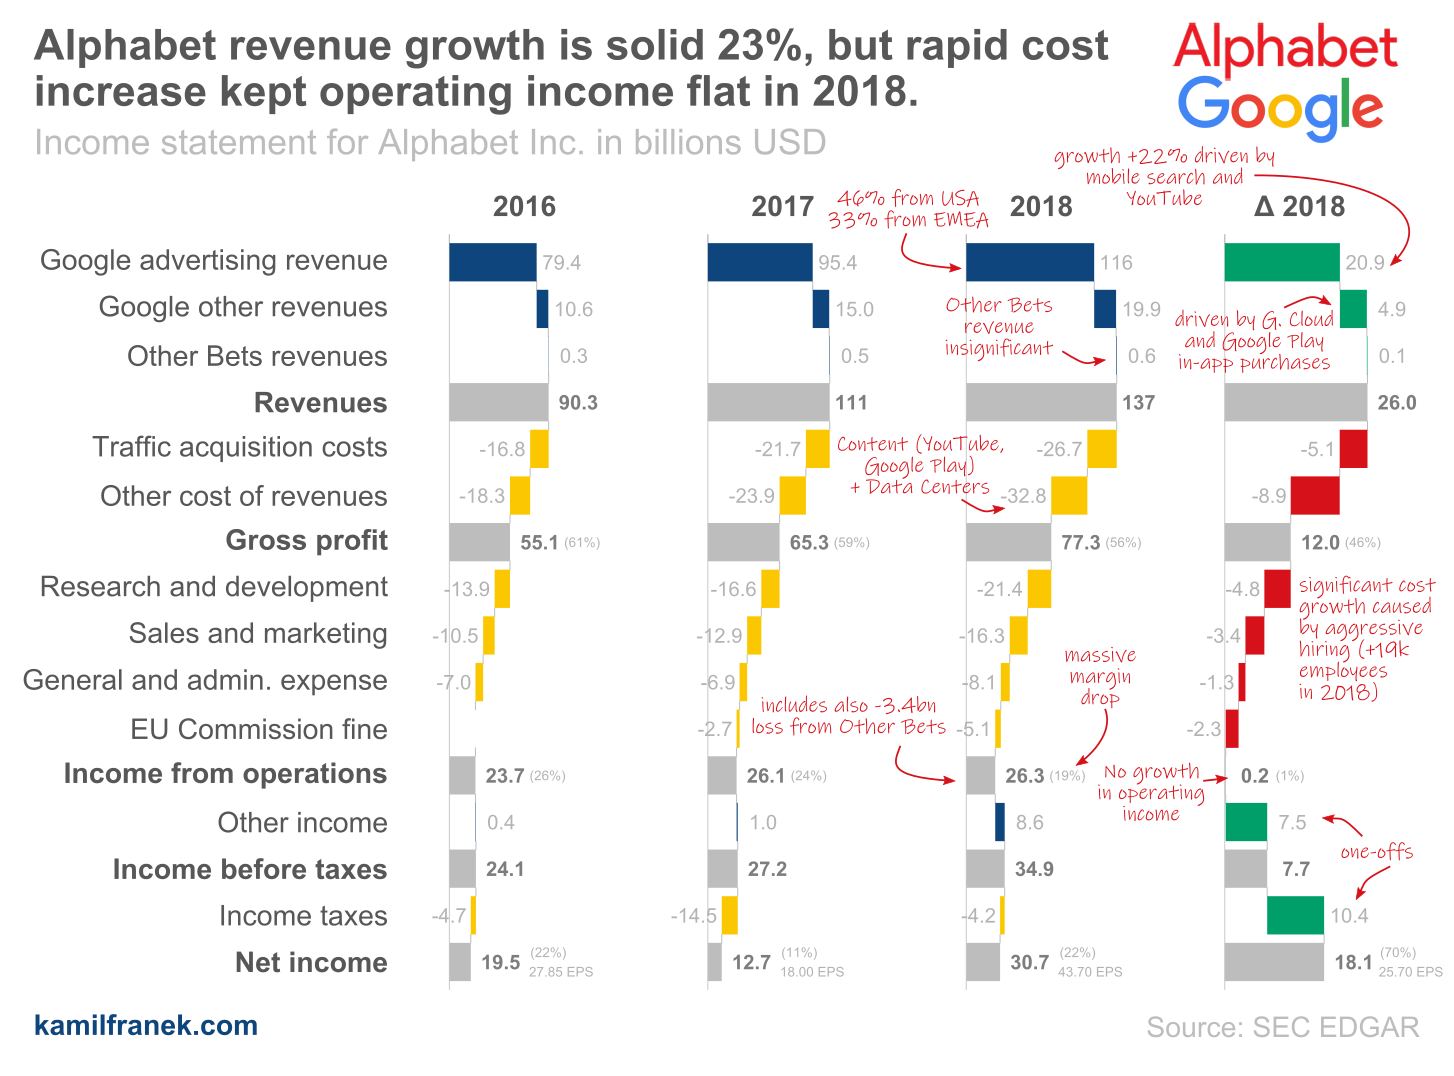 Alphabet revenue growth is solid 23%, but rapid cost
increase kept operating income flat in 2018.
Income statement for Alphabet Inc. in billions USD
Alphabet
Google
growth +22% driven by
mobile search and
YouTube
46% from USA
33% from EMEA
2016 2017 2018 Δ 2018
Google advertising revenue 79.4 95.4 116 20.9
Google other revenues 10.6 15.0 19.9 4.9
Other Bets
revenue
insignificant
driven by G. Cloud
and Google Play
in-app purchases
Other Bets revenues 0.3 0.5 0.6 0.1
Revenues 90.3 111 137 26.0
Traffic acquisition costs -16.8 -21.7 -26.7 -5.1
Content (YouTube,
Google Play)
+ Data Centers
Other cost of revenues -18.3 -23.9 -32.8 -8.9
Gross profit 55.1 (61%) 65.3 (59%) 77.3 (56%) 12.0 (46%)
Research and development -13.9 -16.6 -21.4 -4.8
significant cost
growth caused
by aggressive
hiring (+19k
employees
in 2018)
Sales and marketing -10.5 -12.9 -16.3 -3.4
massive
margin
drop
General and admin. expense -7.0 -6.9 -8.1 -1.3
includes also -3.4bn
loss from Other Bets
EU Commission fine -2.7 -5.1 -2.3
Income from operations 23.7 (26%) 26.1 (24%) 26.3 (19%) 0.2 (1%)
No growth
in operating
income
Other income 0.4 1.0 8.6 7.5
one-offs
Income before taxes 24.1 27.2 34.9 7.7
Income taxes -4.7 -14.5 -4.2 10.4
Net income 19.5 (22%) 27.85 EPS 12.7 (11%) 18.00 EPS 30.7 (22%) 43.70 EPS 18.1 (70%) 25.70 EPS
kamilfranek.com
Source: SEC EDGAR